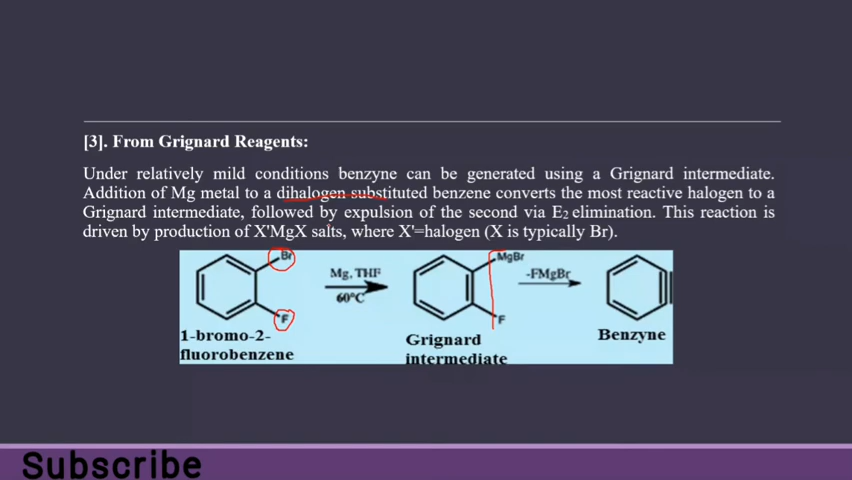 [3]. From Grignard Reagents:
Under relatively mild conditions benzyne can be generated using a Grignard intermediate.
Addition of Mg metal to a dihalogen substituted benzene converts the most reactive halogen to a
Grignard intermediate, followed by expulsion of the second via E2 elimination. This reaction is
driven by production of X'MgX salts, where X'=halogen (X is typically Br).
Br
F
Mg, THF
60°C
MgBr
F
-FMgBr
1-bromo-2-
fluorobenzene
Grignard
intermediate
Benzyne
Subscribe